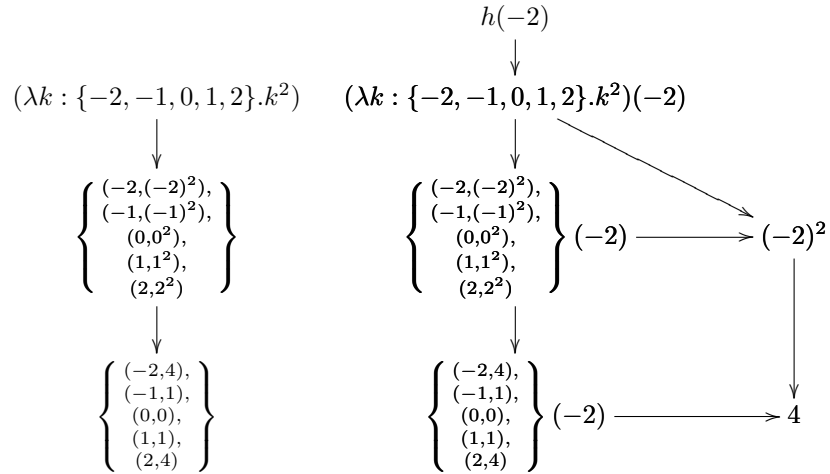 h(−2)
(λk : {−2, −1, 0, 1, 2}.k²) (λk : {−2, −1, 0, 1, 2}.k²)(−2)
{ (−2,(−2)²), { (−2,(−2)²),
(−1,(−1)²), (−1,(−1)²),
(0,0²), } (0,0²), } (−2) (−2)²
(1,1²), (1,1²),
(2,2²) (2,2²)
{ (−2,4), { (−2,4),
(−1,1), (−1,1),
(0,0), } (0,0), } (−2) 4
(1,1), (1,1),
(2,4) (2,4)